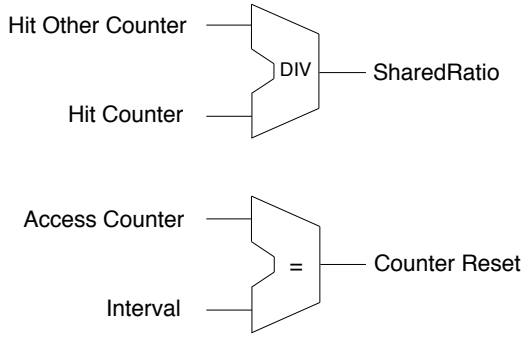 Hit Other Counter
DIV
SharedRatio
Hit Counter
Access Counter
=
Counter Reset
Interval